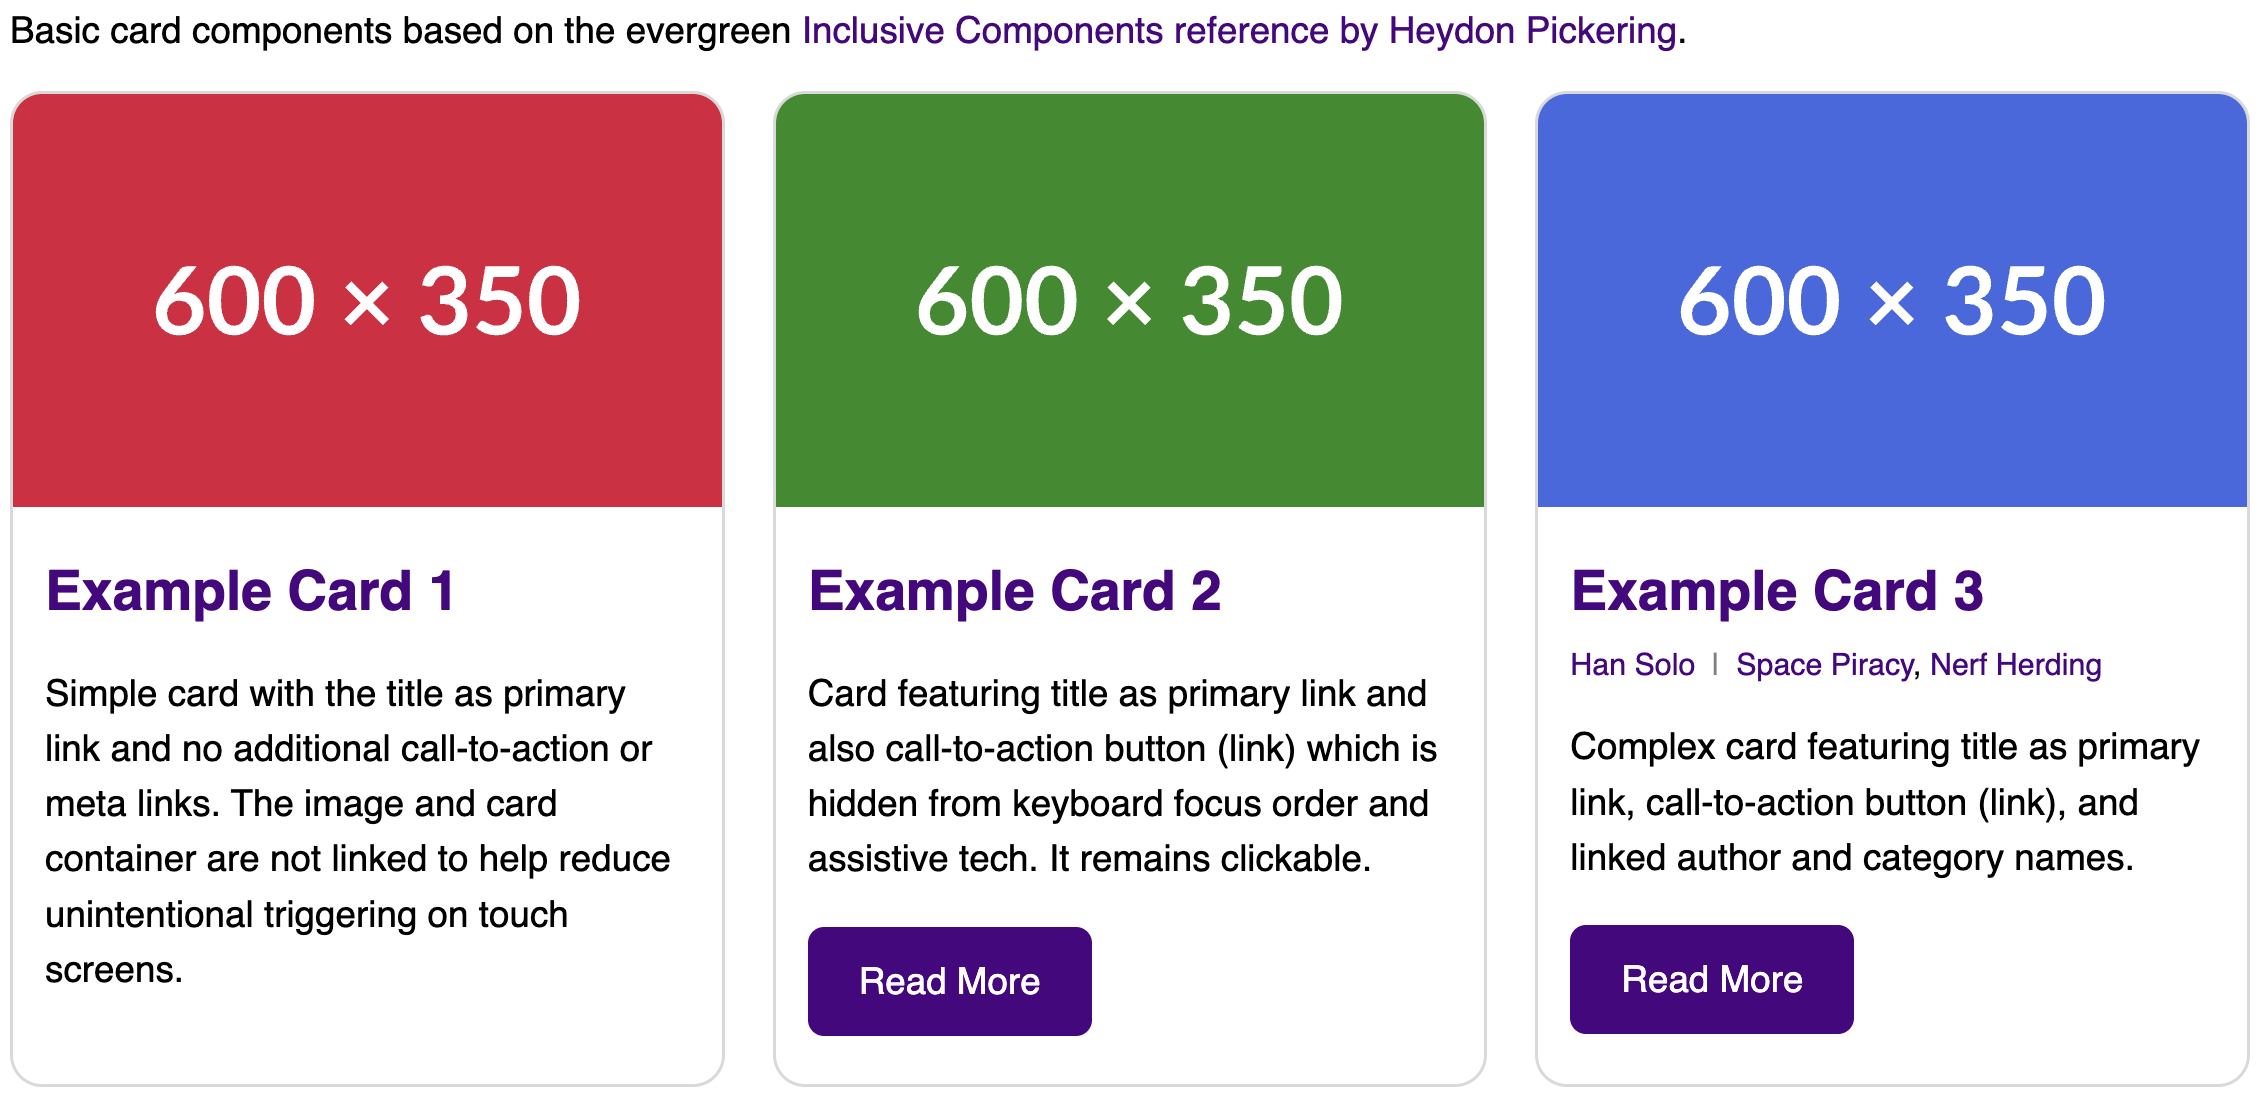 Basic card components based on the evergreen Inclusive Components reference by Heydon Pickering.
600 × 350
Example Card 1
Simple card with the title as primary
link and no additional call-to-action or
meta links. The image and card
container are not linked to help reduce
unintentional triggering on touch
screens.
600 × 350
Example Card 2
Card featuring title as primary link and
also call-to-action button (link) which is
hidden from keyboard focus order and
assistive tech. It remains clickable.
Read More
600 × 350
Example Card 3
Han Solo | Space Piracy, Nerf Herding
Complex card featuring title as primary
link, call-to-action button (link), and
linked author and category names.
Read More